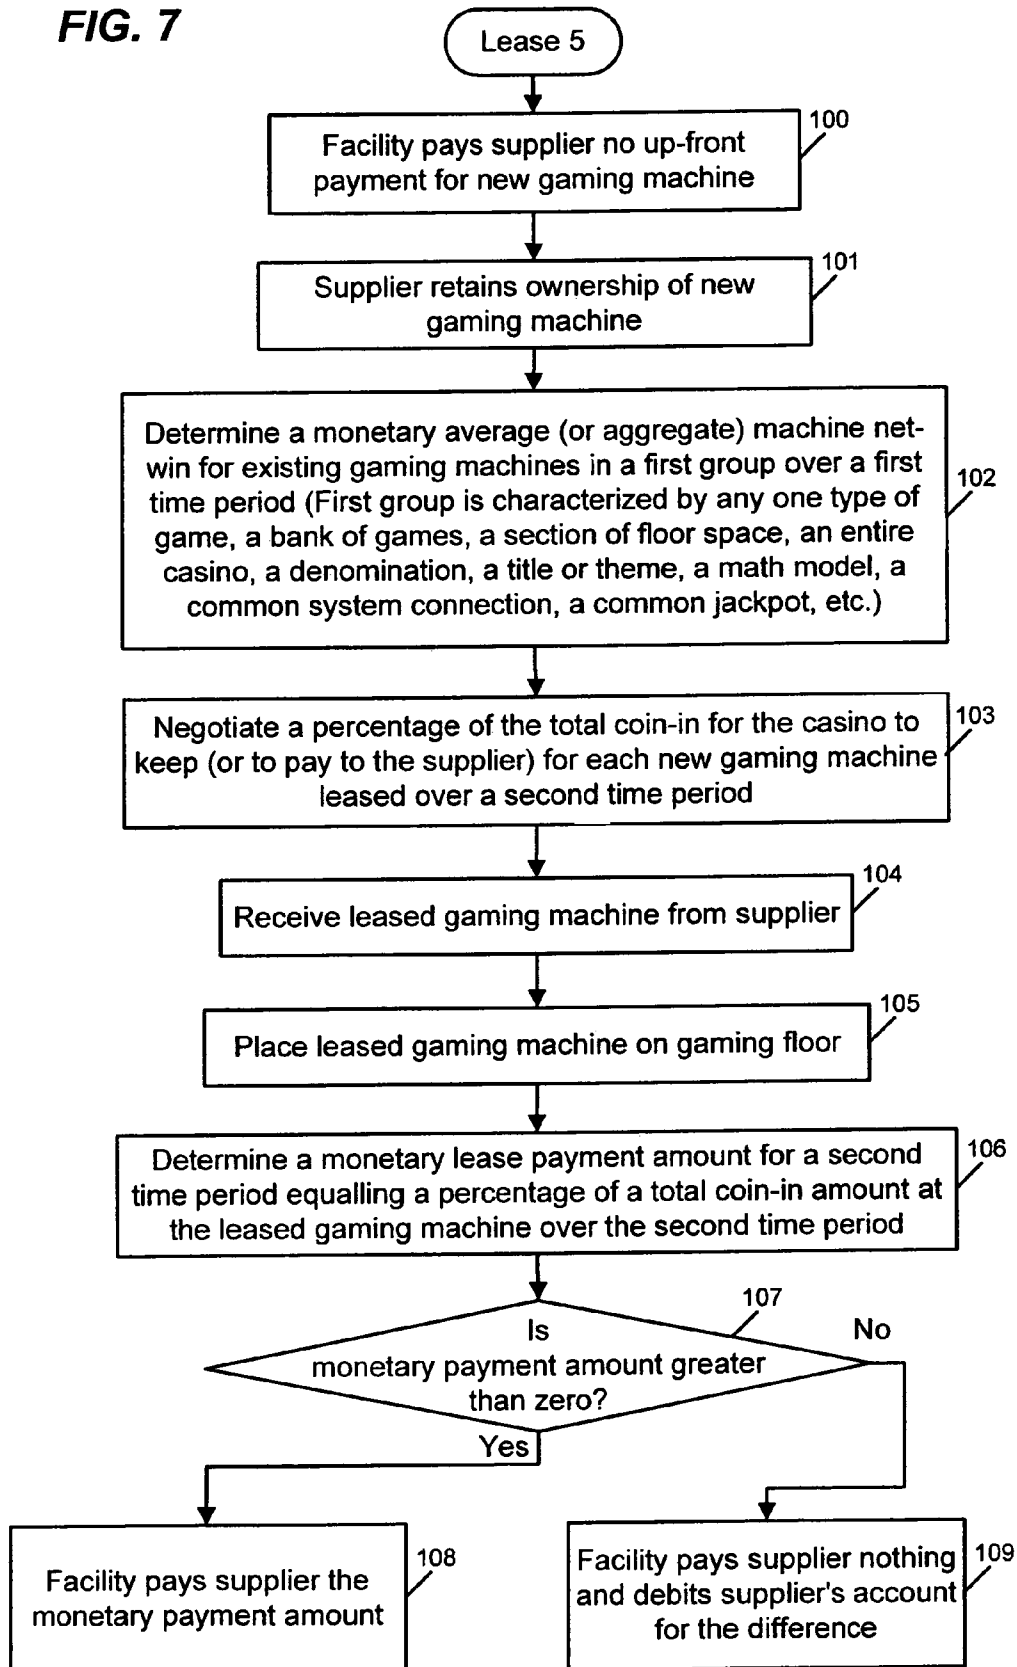 FIG. 7
Lease 5
100
Facility pays supplier no up-front
payment for new gaming machine
101
Supplier retains ownership of new
gaming machine
102
Determine a monetary average (or aggregate) machine net-
win for existing gaming machines in a first group over a first
time period (First group is characterized by any one type of
game, a bank of games, a section of floor space, an entire
casino, a denomination, a title or theme, a math model, a
common system connection, a common jackpot, etc.)
103
Negotiate a percentage of the total coin-in for the casino to
keep (or to pay to the supplier) for each new gaming machine
leased over a second time period
104
Receive leased gaming machine from supplier
105
Place leased gaming machine on gaming floor
106
Determine a monetary lease payment amount for a second
time period equalling a percentage of a total coin-in amount at
the leased gaming machine over the second time period
107
Is
monetary payment amount greater
than zero?
No
Yes
108
Facility pays supplier the
monetary payment amount
109
Facility pays supplier nothing
and debits supplier's account
for the difference